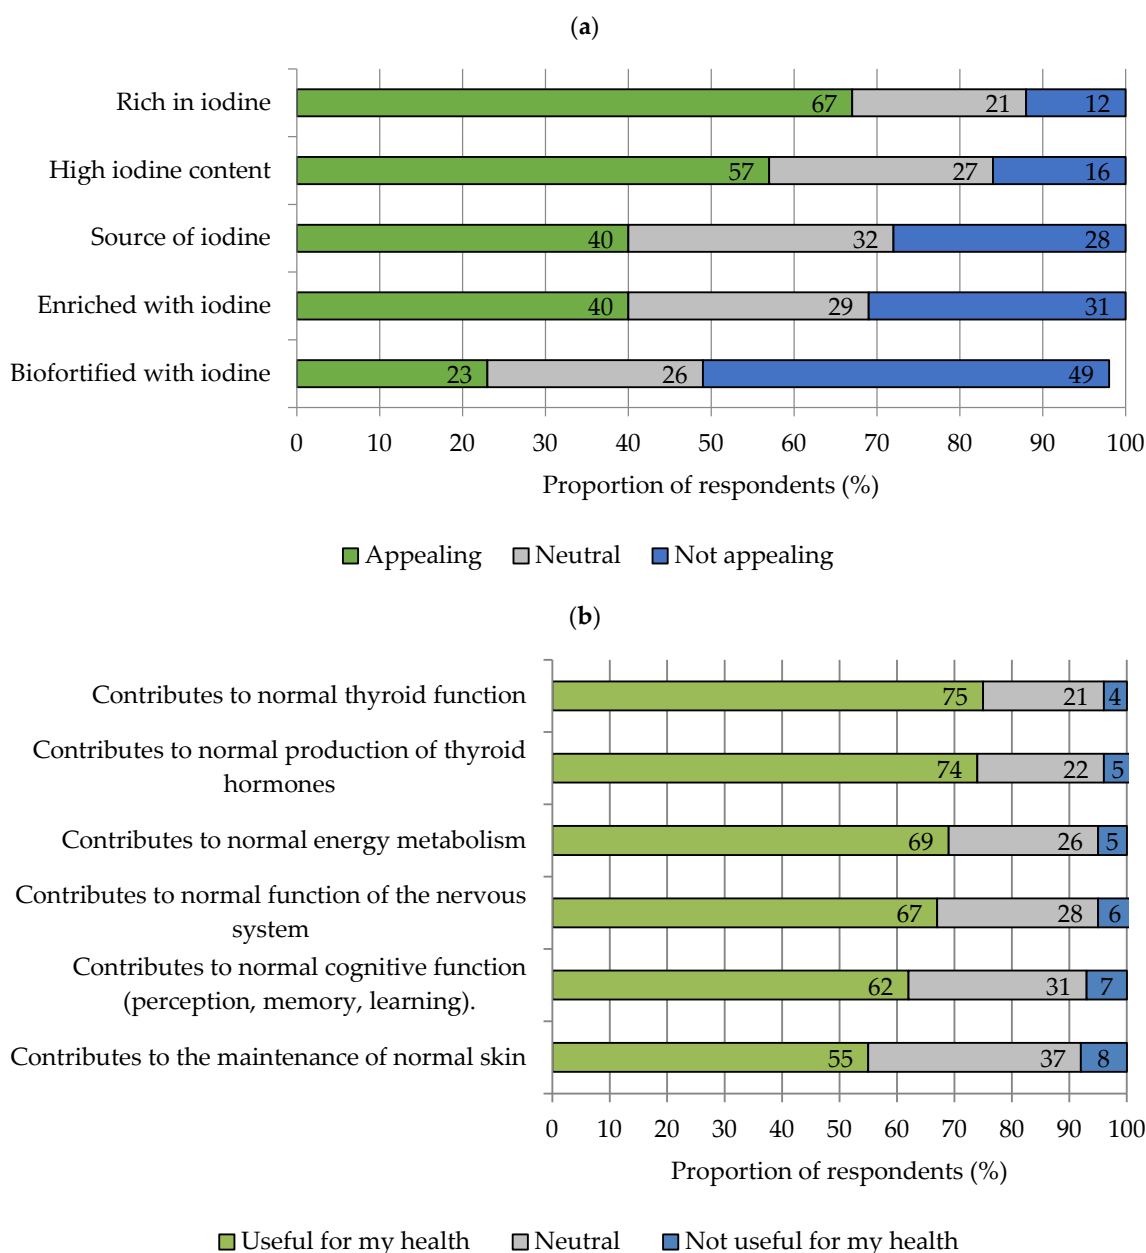 (a)
Rich in iodine 67 21 12
High iodine content 57 27 16
Source of iodine 40 32 28
Enriched with iodine 40 29 31
Biofortified with iodine 23 26 49
0 10 20 30 40 50 60 70 80 90 100
Proportion of respondents (%)
Appealing Neutral Not appealing
(b)
Contributes to normal thyroid function 75 21 4
Contributes to normal production of thyroid
hormones 74 22 5
Contributes to normal energy metabolism 69 26 5
Contributes to normal function of the nervous
system 67 28 6
Contributes to normal cognitive function
(perception, memory, learning). 62 31 7
Contributes to the maintenance of normal skin 55 37 8
0 10 20 30 40 50 60 70 80 90 100
Proportion of respondents (%)
Useful for my health Neutral Not useful for my health